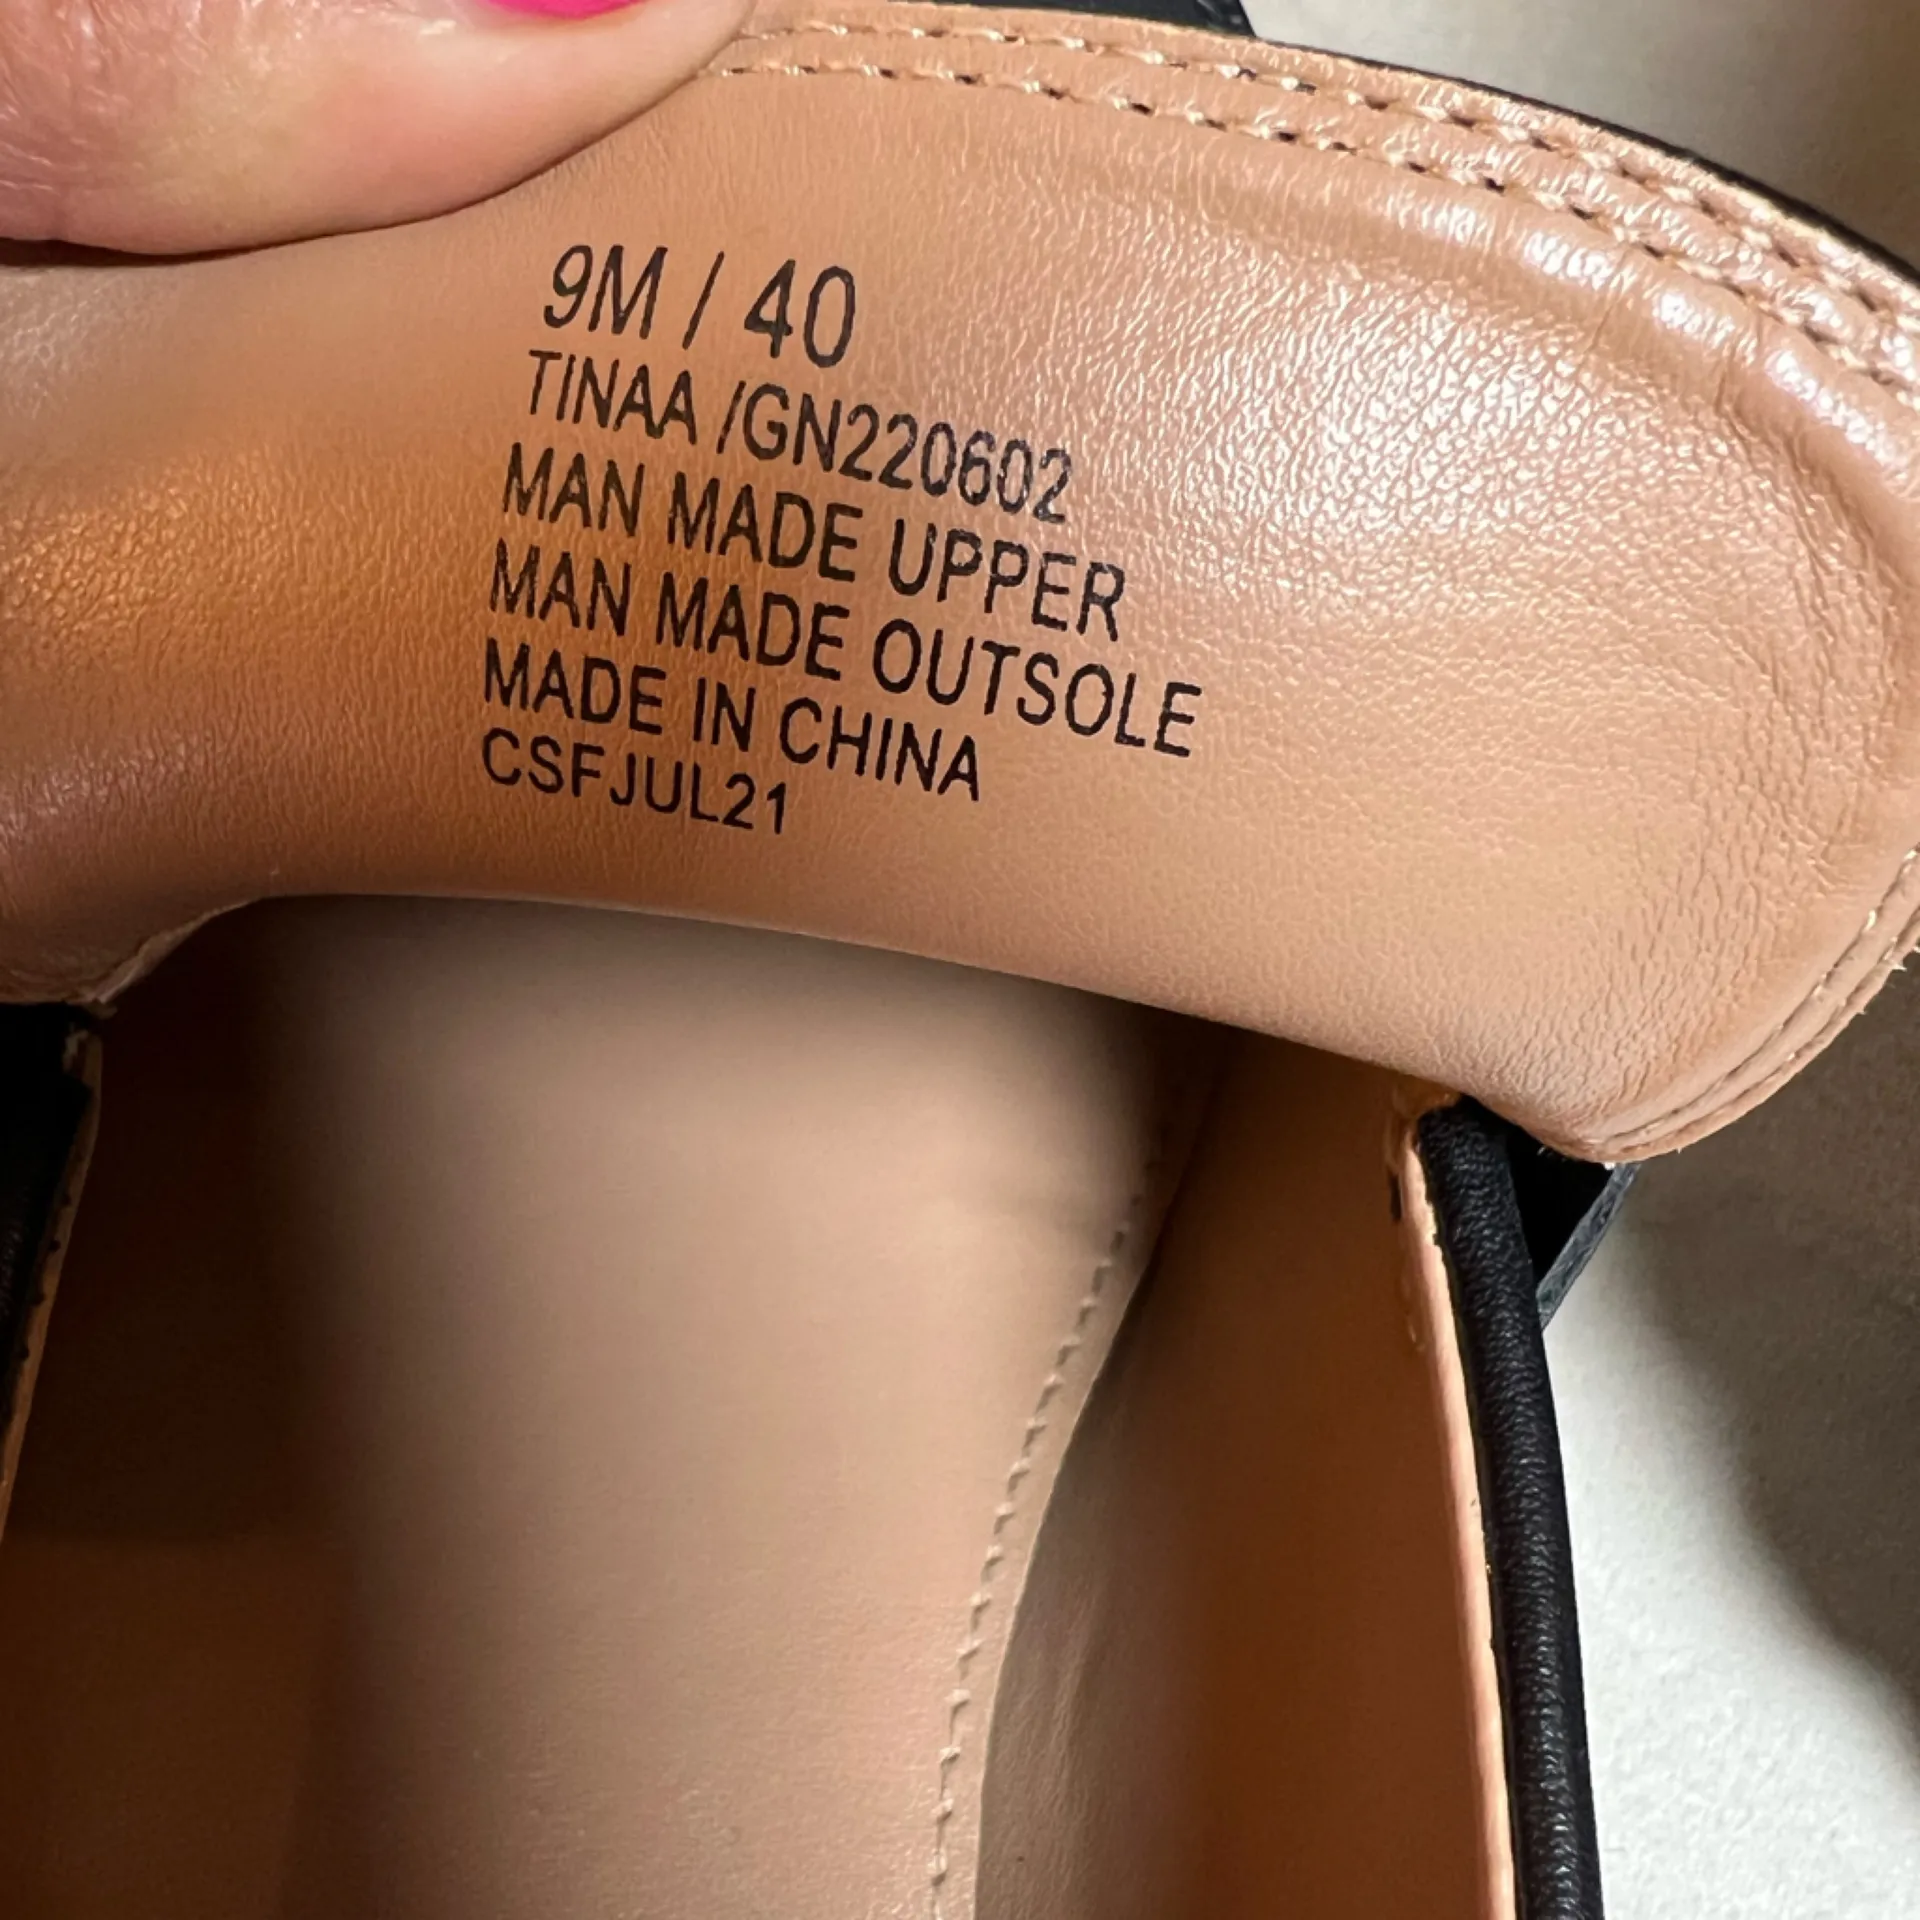 9M / 40
TINAA /GN220602
MAN MADE UPPER
MAN MADE OUTSOLE
MADE IN CHINA
CSFJUL21